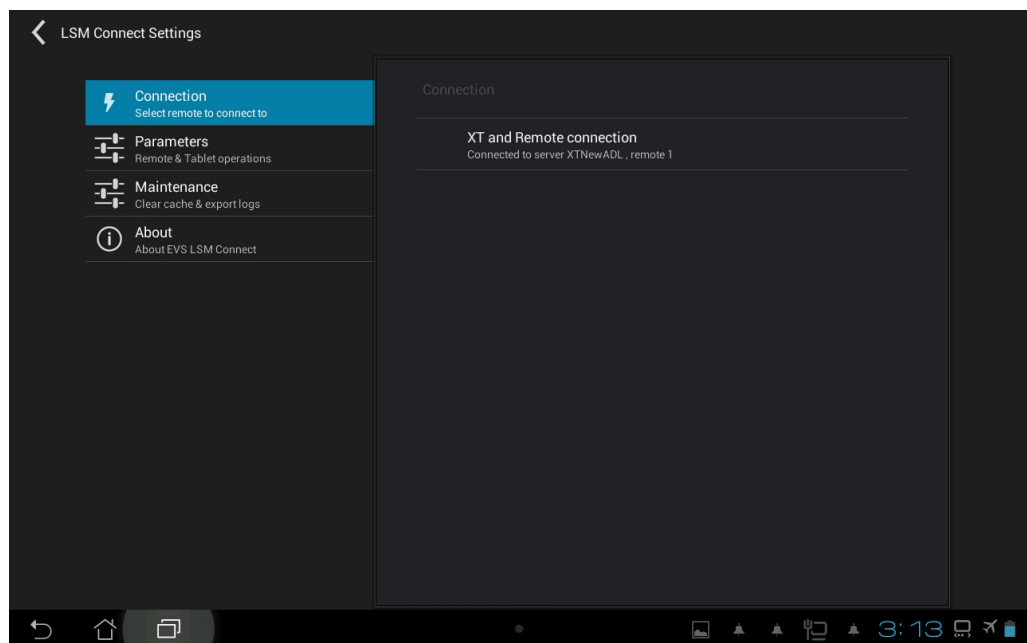 LSM Connect Settings
Connection
Select remote to connect to
Parameters
Remote & Tablet operations
Maintenance
Clear cache & export logs
About
About EVS LSM Connect
Connection
XT and Remote connection
Connected to server XTNewADL , remote 1
3:13